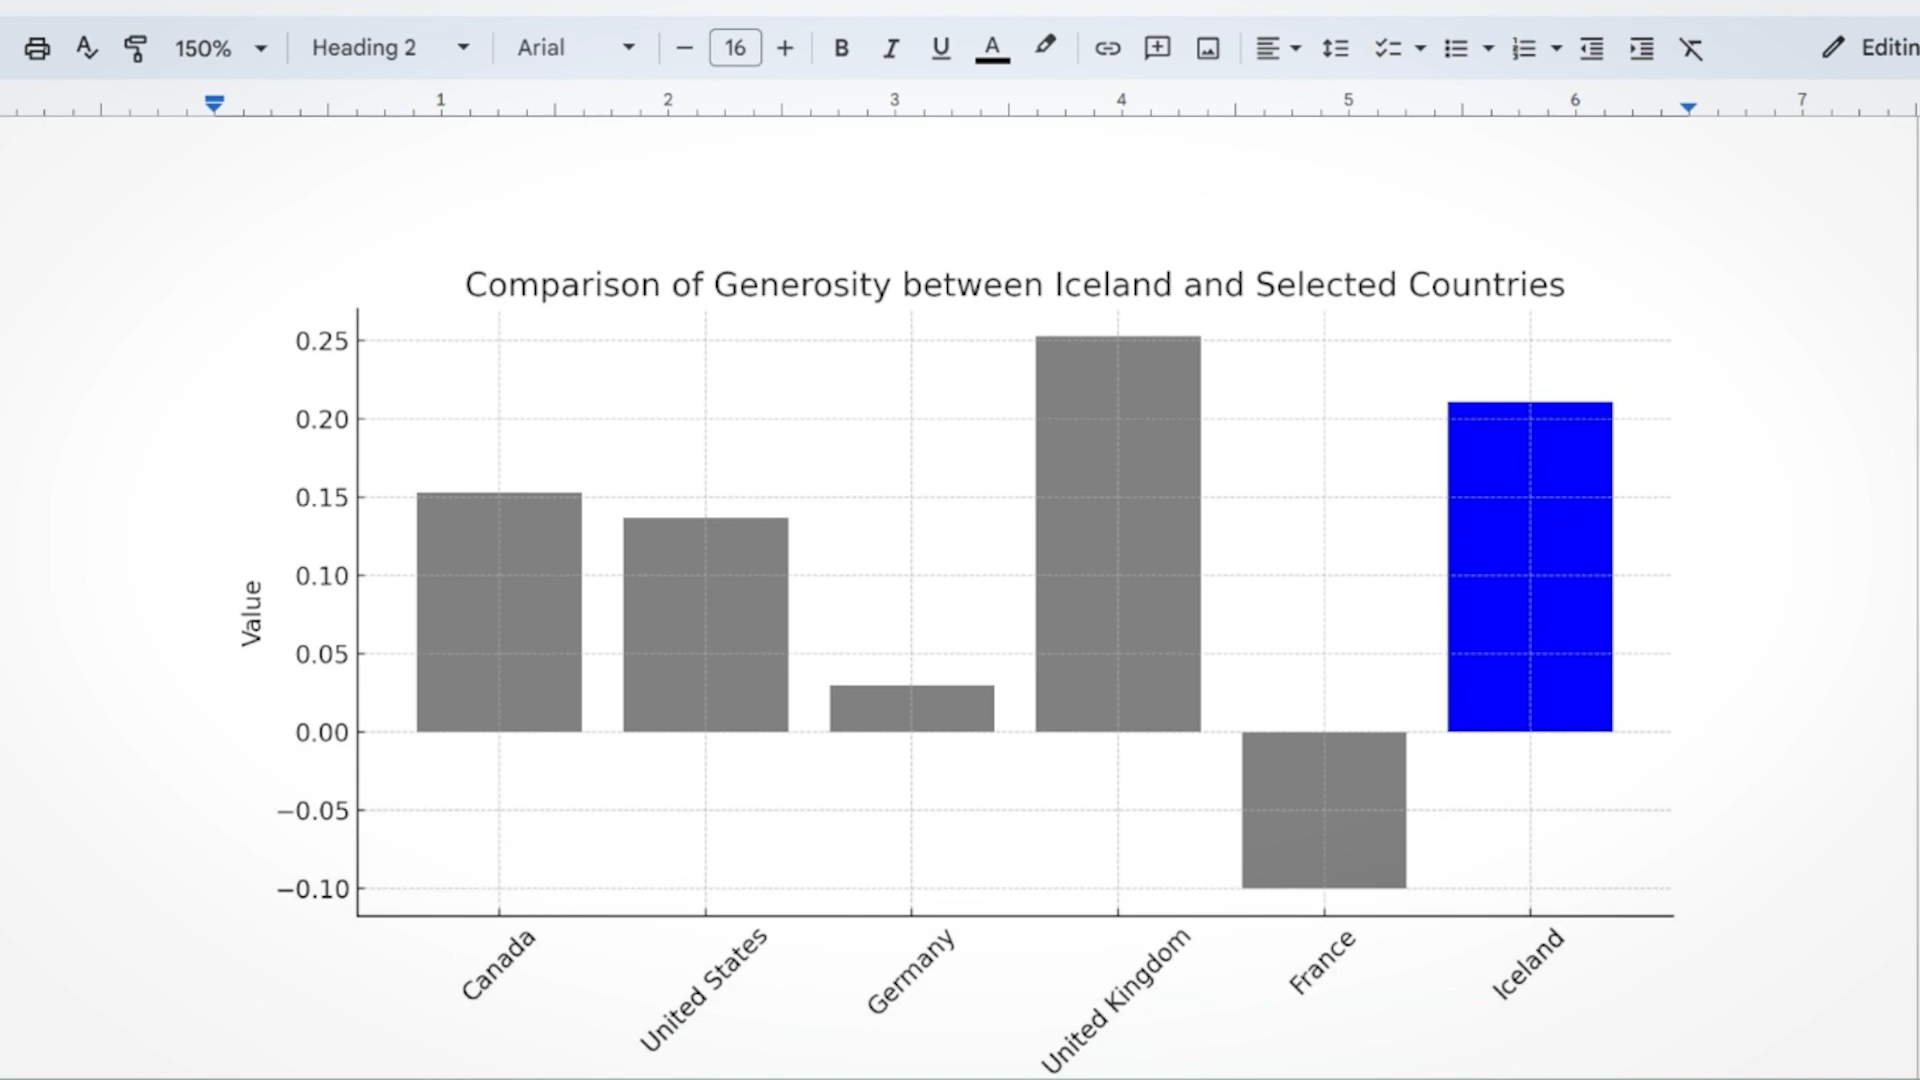 150% Heading 2 Arial 16 B I U A Editin
1 2 3 4 5 6 7
Comparison of Generosity between Iceland and Selected Countries
0.25
0.20
0.15
0.10
0.05
0.00
−0.05
−0.10
Value
Canada
United States
Germany
United Kingdom
France
Iceland